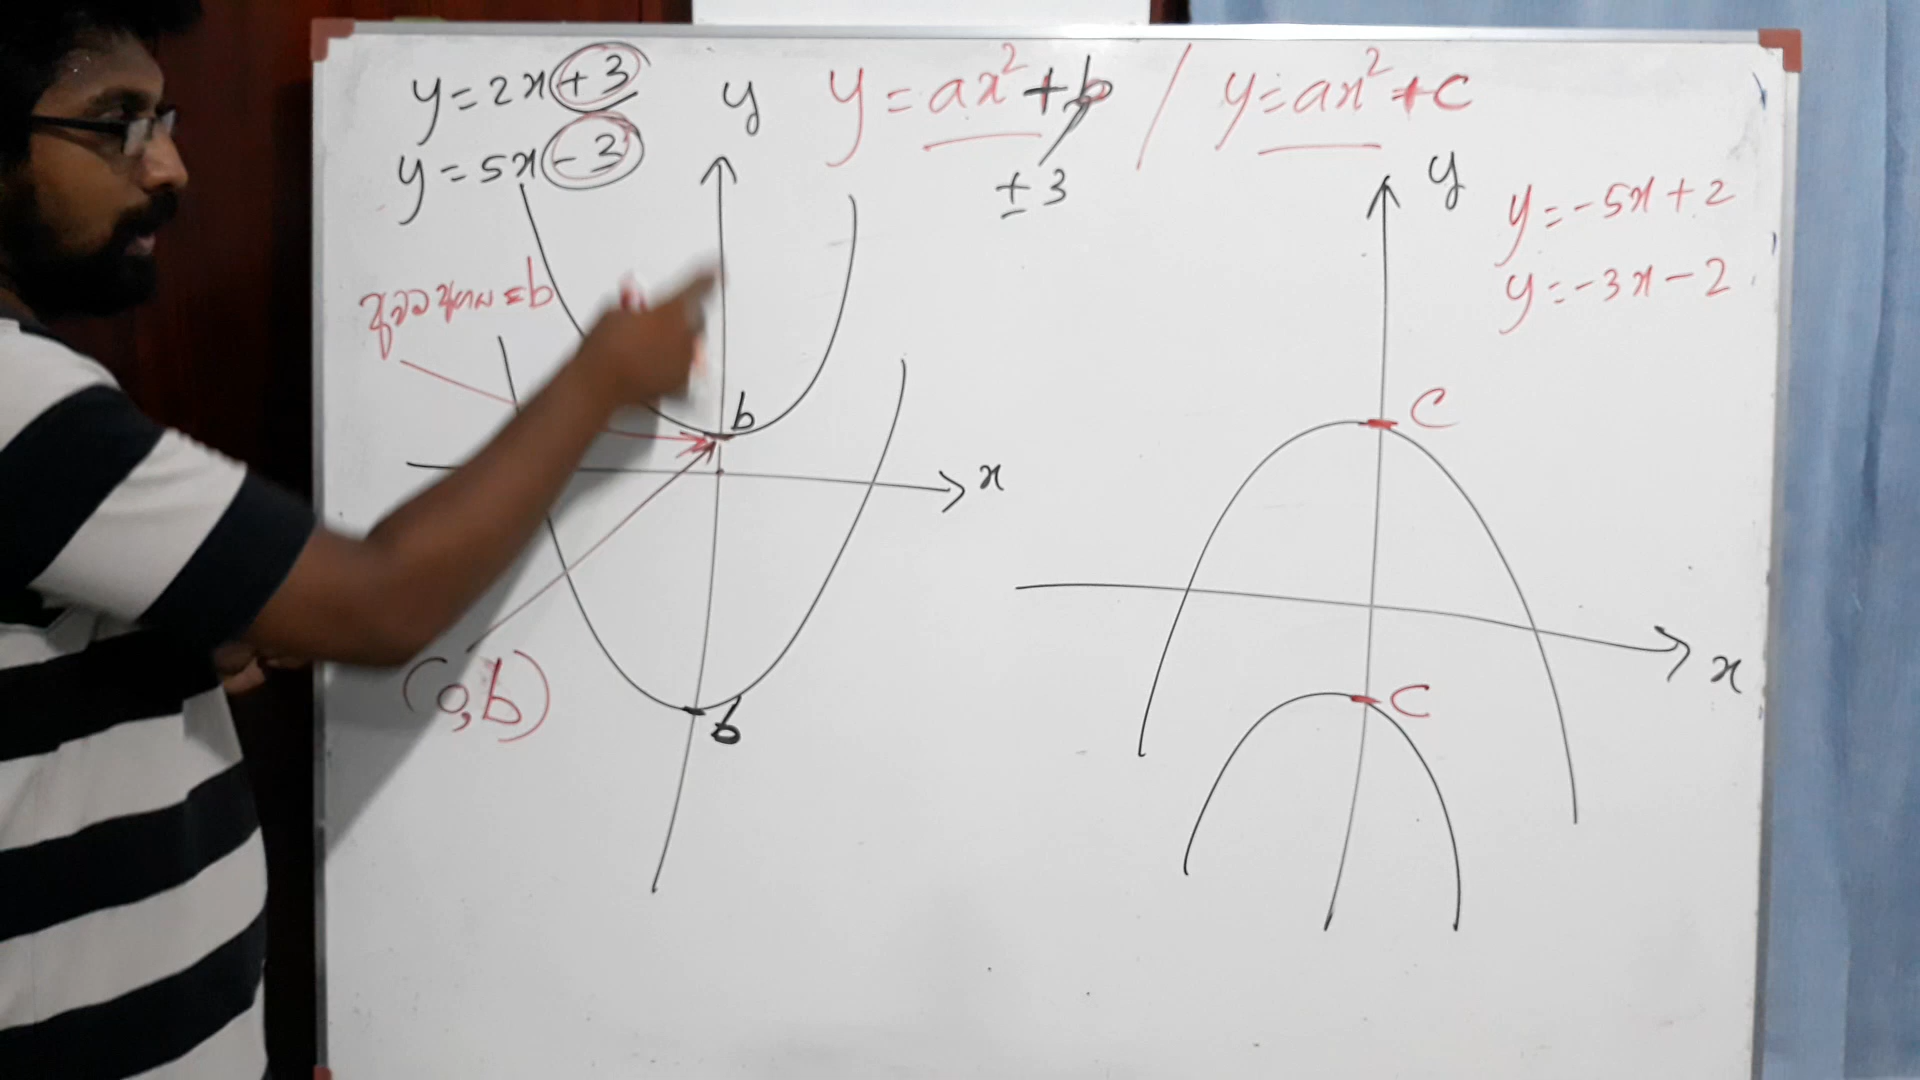 y = 2x + 3
y = 5x - 3
y
y = ax² + b / y = ax² + c
± 3
y
y = -5x + 2
y = -3x - 2
= b
b
c
x
x
(0, b)
b
c